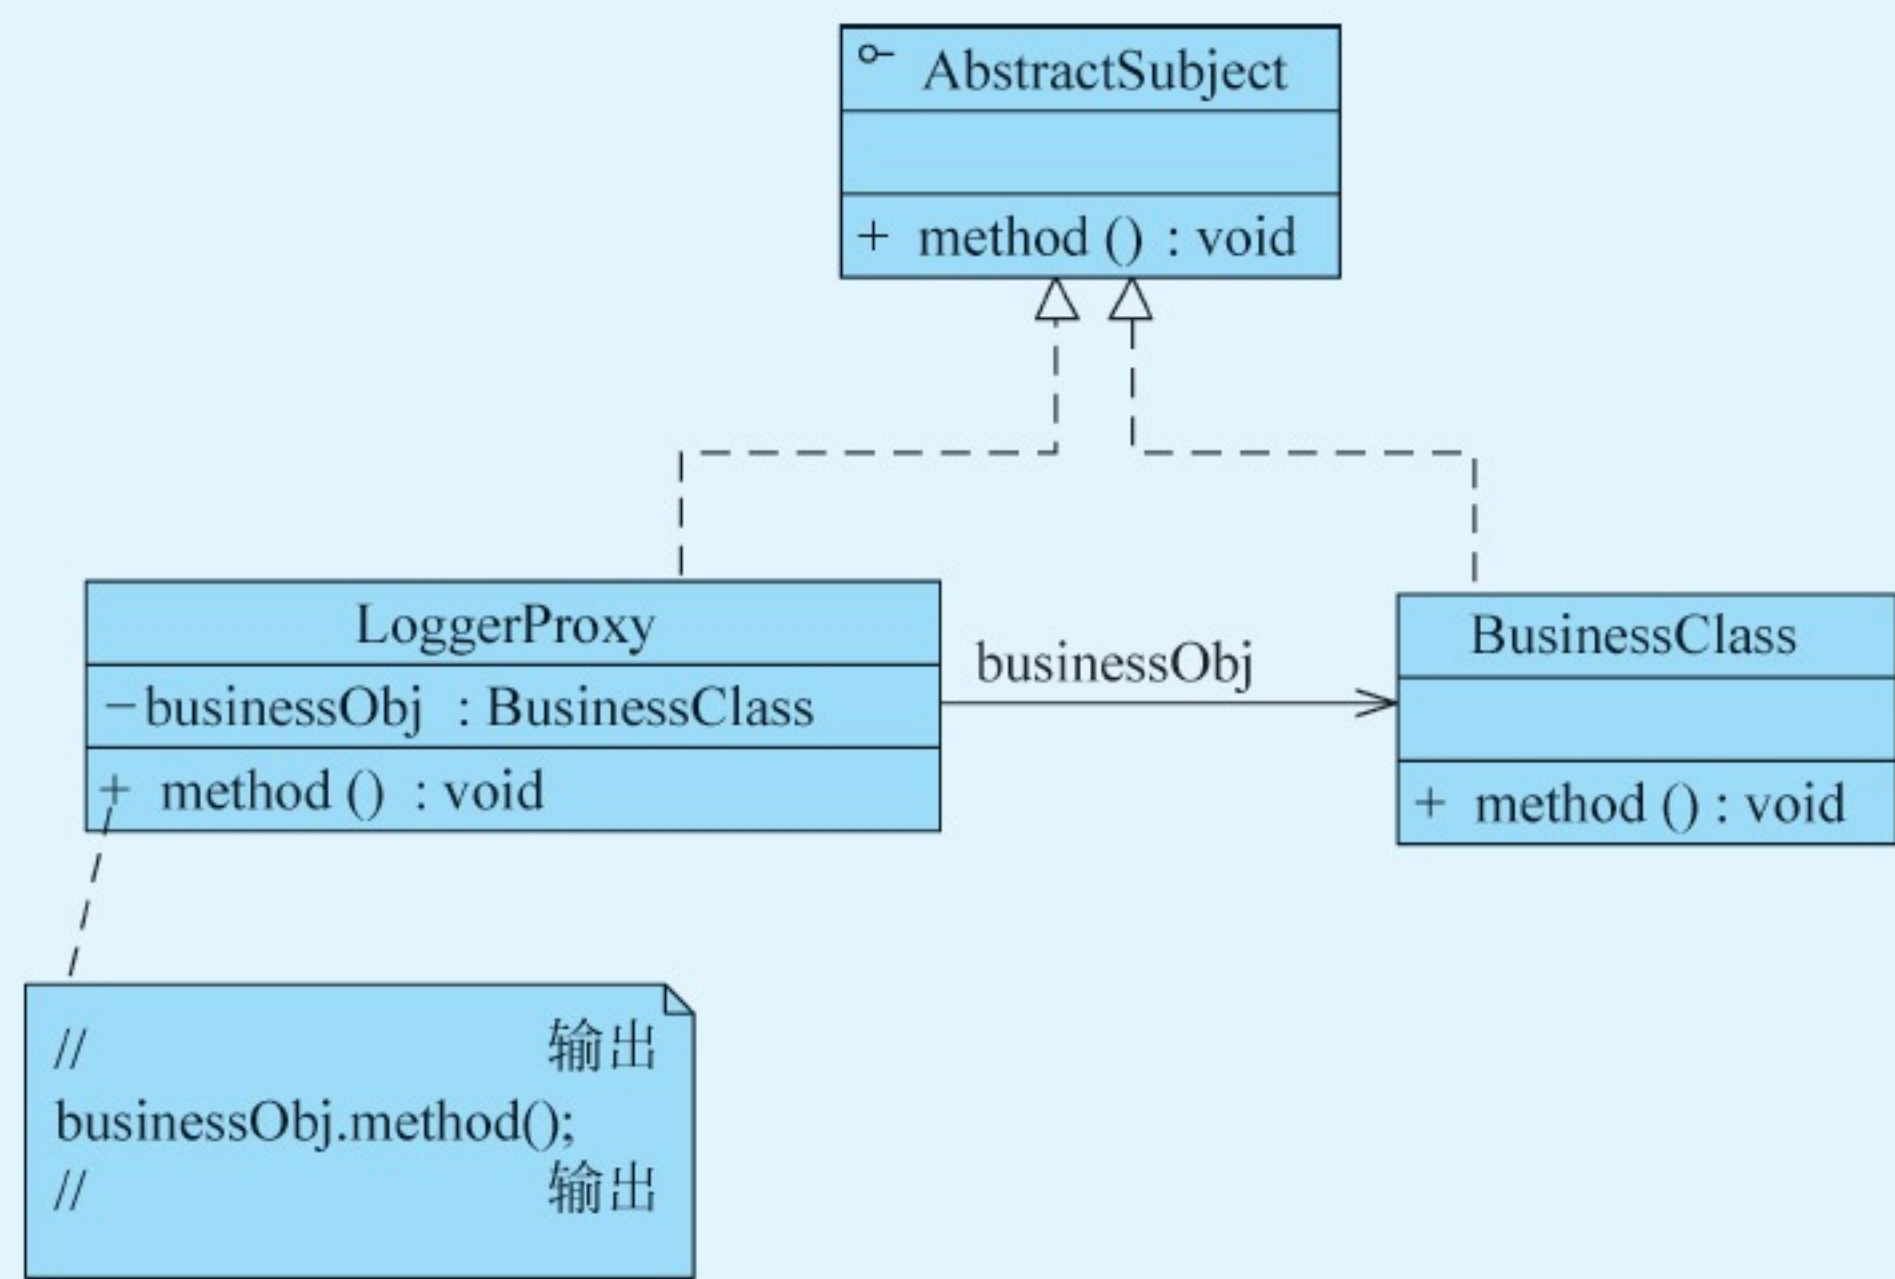 AbstractSubject
+ method () : void
LoggerProxy
−businessObj : BusinessClass
+ method () : void
businessObj
BusinessClass
+ method () : void
// 输出
businessObj.method();
// 输出